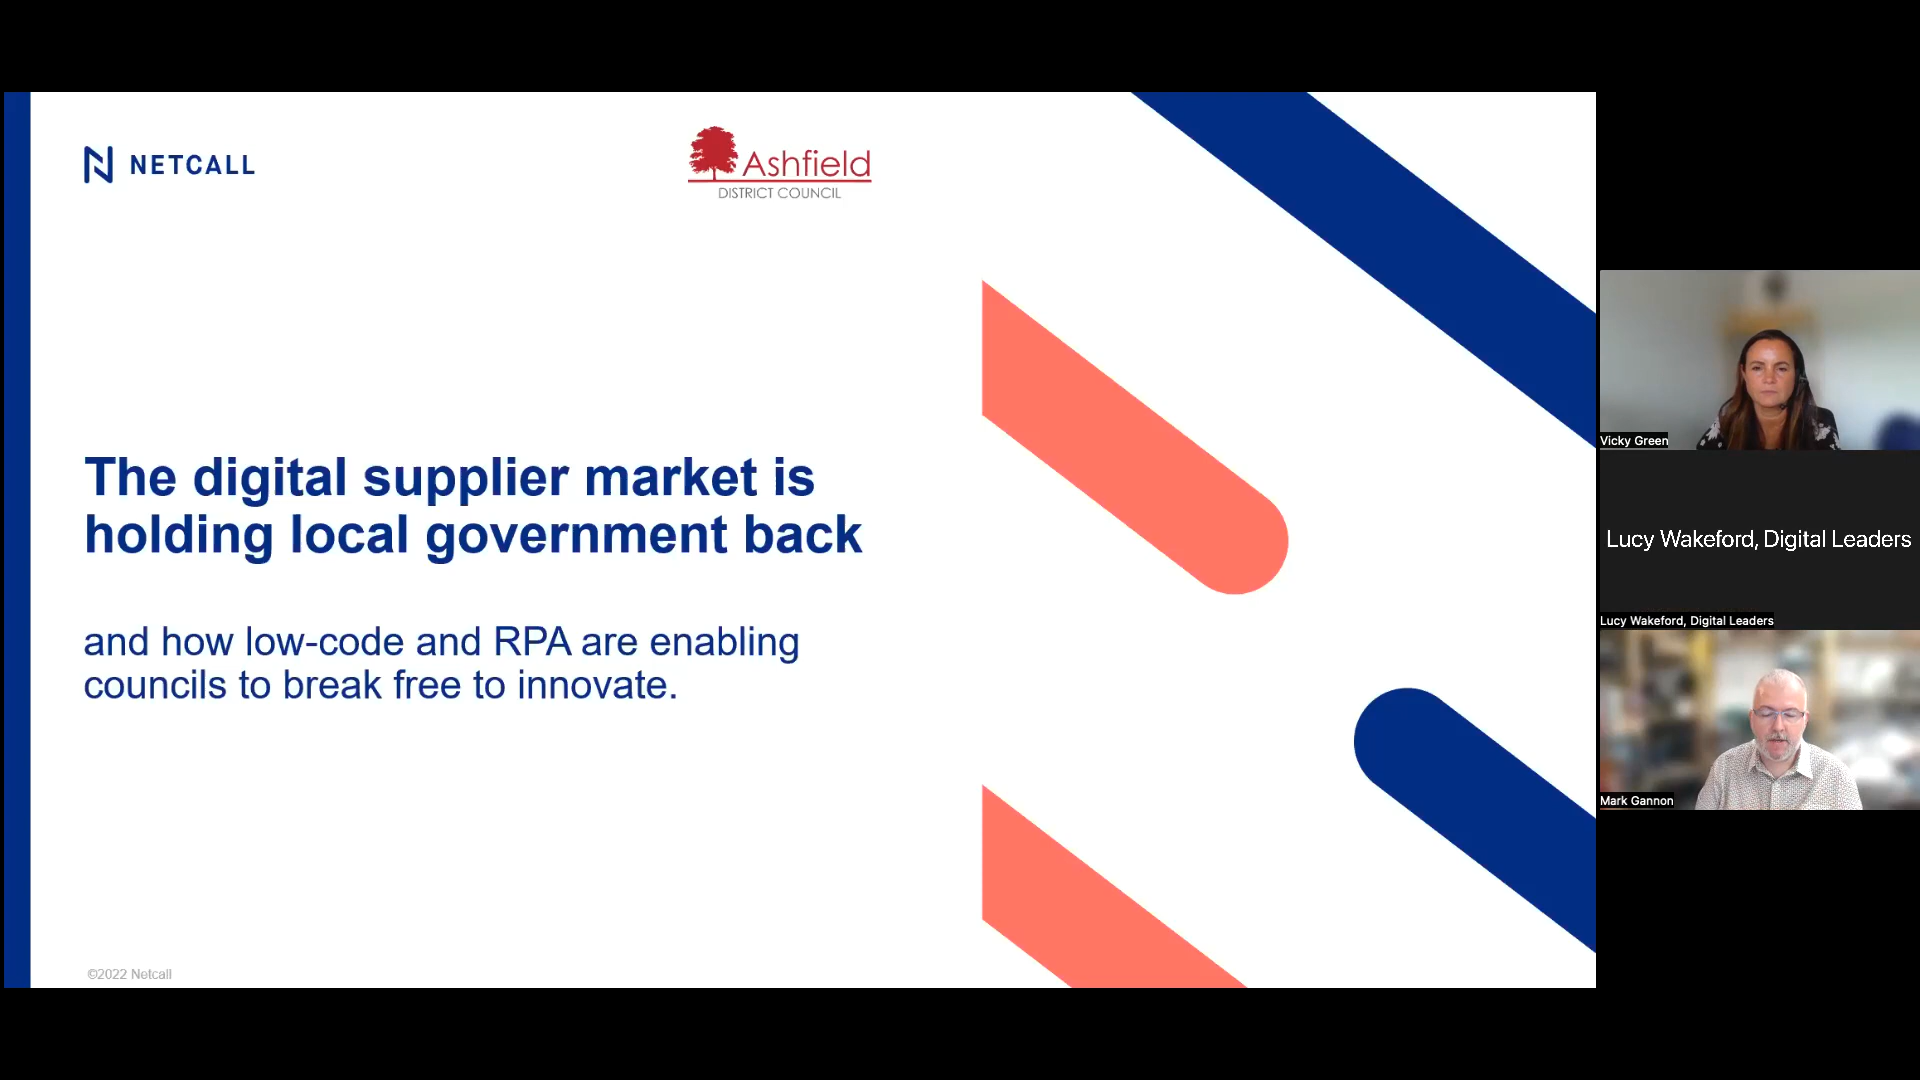 NETCALL
Ashfield
DISTRICT COUNCIL
The digital supplier market is
holding local government back
and how low-code and RPA are enabling
councils to break free to innovate.
©2022 Netcall
Vicky Green
Lucy Wakeford, Digital Leaders
Lucy Wakeford, Digital Leaders
Mark Gannon